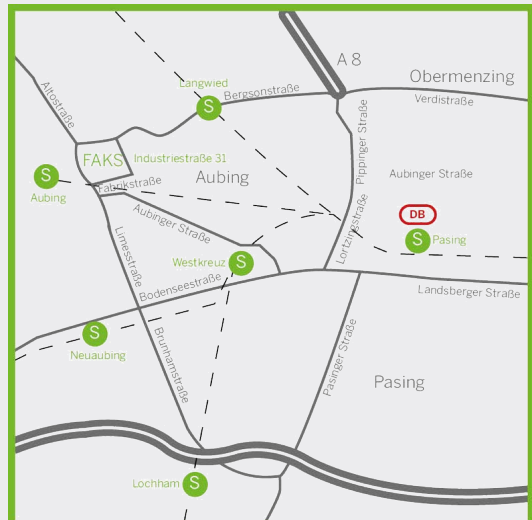 A 8
Langwied
S
Bergsonstraße
Obermenzing
Verdistraße
Altostraße
Pippinger Straße
FAKS
Industriestraße 31
Aubing
Aubinger Straße
S
Aubing
Fabrikstraße
Aubinger Straße
DB
S
Pasing
Lortzingstraße
Limesstraße
Westkreuz
S
Bodenseestraße
Landsberger Straße
S
Neuaubing
Brunhamstraße
Pasinger Straße
Pasing
Lochham
S